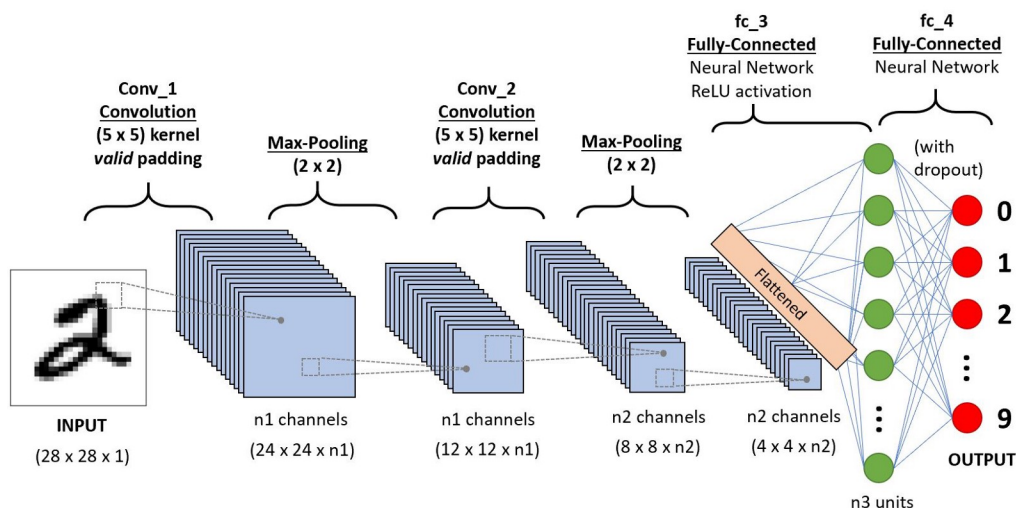 Conv_1
Convolution
(5 x 5) kernel
valid padding
Max-Pooling
(2 x 2)
Conv_2
Convolution
(5 x 5) kernel
valid padding
Max-Pooling
(2 x 2)
fc_3
Fully-Connected
Neural Network
ReLU activation
fc_4
Fully-Connected
Neural Network
(with
dropout)
INPUT
(28 x 28 x 1)
n1 channels
(24 x 24 x n1)
n1 channels
(12 x 12 x n1)
n2 channels
(8 x 8 x n2)
n2 channels
(4 x 4 x n2)
Flattened
n3 units
0
1
2
9
OUTPUT
2